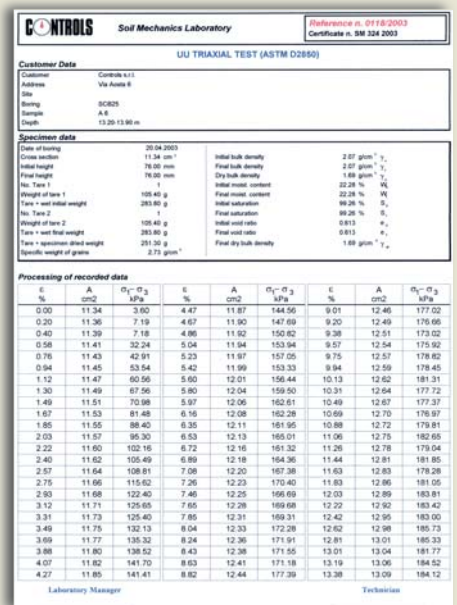 CONTROLS
Soil Mechanics Laboratory
Reference n. 0118/2003
Certificate n. SM 324 2003
UU TRIAXIAL TEST (ASTM D2850)
Customer Data
Customer Controls s.r.l.
Address Via Aosta 6
Site
Boring SCB25
Sample A 6
Depth 13.20-13.90 m
Specimen data
Date of boring 20.04.2003
Cross section 11.34 cm² Initial bulk density 2.07 g/cm³
Initial height 76.00 mm Final bulk density 2.07 g/cm³
Final height 76.00 mm Dry bulk density 1.69 g/cm³
No. Tare 1 1 Initial moist. content 22.28 %
Weight of tare 1 105.40 g Final moist. content 22.28 %
Tare + wet initial weight 283.80 g Initial saturation 99.26 %
No. Tare 2 1 Final saturation 99.26 %
Weight of tare 2 105.40 g Initial void ratio 0.613
Tare + wet final weight 283.80 g Final void ratio 0.613
Tare + specimen dried weight 251.30 g Final dry bulk density 1.69 g/cm³
Specific weight of grains 2.73 g/cm³
Processing of recorded data
ε A σ₁-σ₃ ε A σ₁-σ₃ ε A σ₁-σ₃
% cm2 kPa % cm2 kPa % cm2 kPa
0.00 11.34 3.60 4.47 11.87 144.56 9.01 12.46 177.02
0.20 11.36 7.19 4.67 11.90 147.69 9.20 12.49 176.66
0.40 11.39 7.18 4.86 11.92 150.82 9.38 12.51 173.02
0.58 11.41 32.24 5.04 11.94 153.94 9.57 12.54 175.92
0.76 11.43 42.91 5.23 11.97 157.05 9.75 12.57 178.82
0.94 11.45 53.54 5.42 11.99 153.33 9.94 12.59 178.45
1.12 11.47 60.56 5.60 12.01 156.44 10.13 12.62 181.31
1.30 11.49 67.56 5.80 12.04 159.50 10.31 12.64 177.72
1.49 11.51 70.98 5.97 12.06 162.61 10.49 12.67 177.37
1.67 11.53 81.48 6.16 12.08 162.28 10.69 12.70 176.97
1.85 11.55 88.40 6.35 12.11 161.95 10.88 12.72 179.81
2.03 11.57 95.30 6.53 12.13 165.01 11.06 12.75 182.65
2.22 11.60 102.16 6.72 12.16 161.32 11.26 12.78 179.04
2.40 11.62 105.49 6.89 12.18 164.36 11.44 12.81 181.85
2.57 11.64 108.81 7.08 12.20 167.38 11.63 12.83 178.28
2.75 11.66 115.62 7.26 12.23 170.40 11.83 12.86 181.05
2.93 11.68 122.40 7.46 12.25 166.69 12.03 12.89 183.81
3.12 11.71 125.65 7.65 12.28 169.68 12.22 12.92 183.42
3.31 11.73 125.40 7.85 12.31 169.31 12.42 12.95 183.00
3.49 11.75 132.13 8.04 12.33 172.28 12.62 12.98 185.73
3.69 11.77 135.32 8.24 12.36 171.91 12.81 13.01 185.33
3.88 11.80 138.52 8.43 12.38 171.55 13.01 13.04 181.77
4.07 11.82 141.70 8.63 12.41 171.18 13.19 13.06 184.52
4.27 11.85 141.41 8.82 12.44 177.39 13.38 13.09 184.12
Laboratory Manager Technician